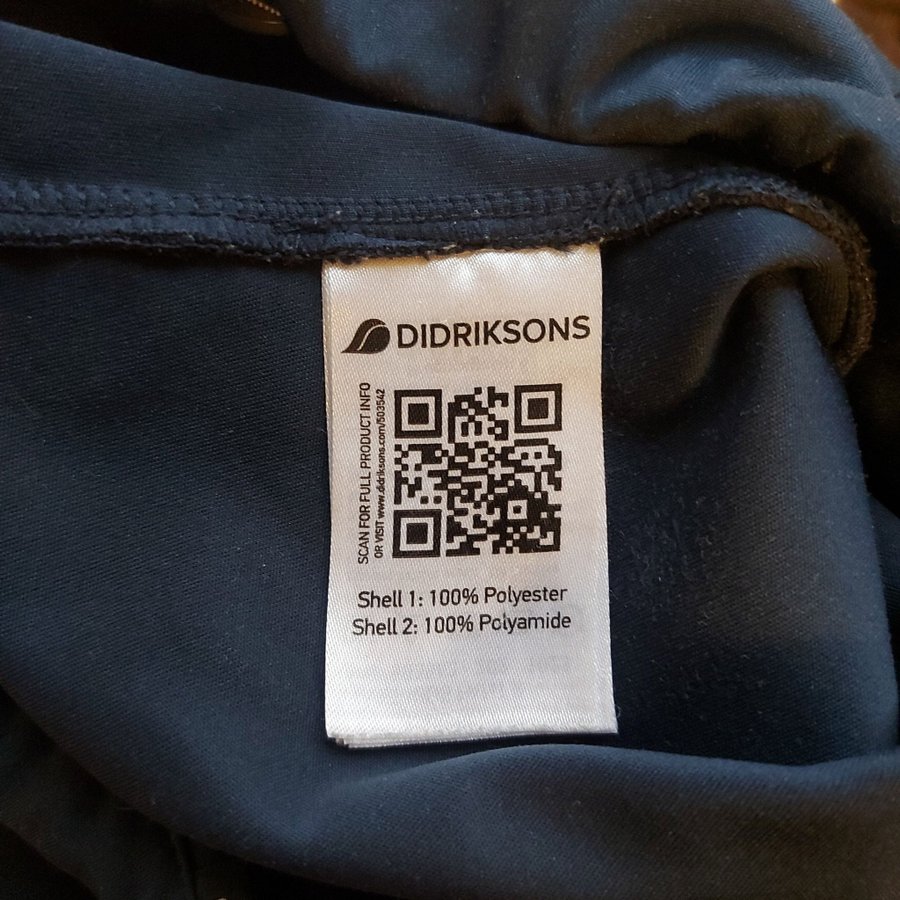 DIDRIKSONS
SCAN FOR FULL PRODUCT INFO
OR VISIT www.didriksons.com/503542
Shell 1: 100% Polyester
Shell 2: 100% Polyamide